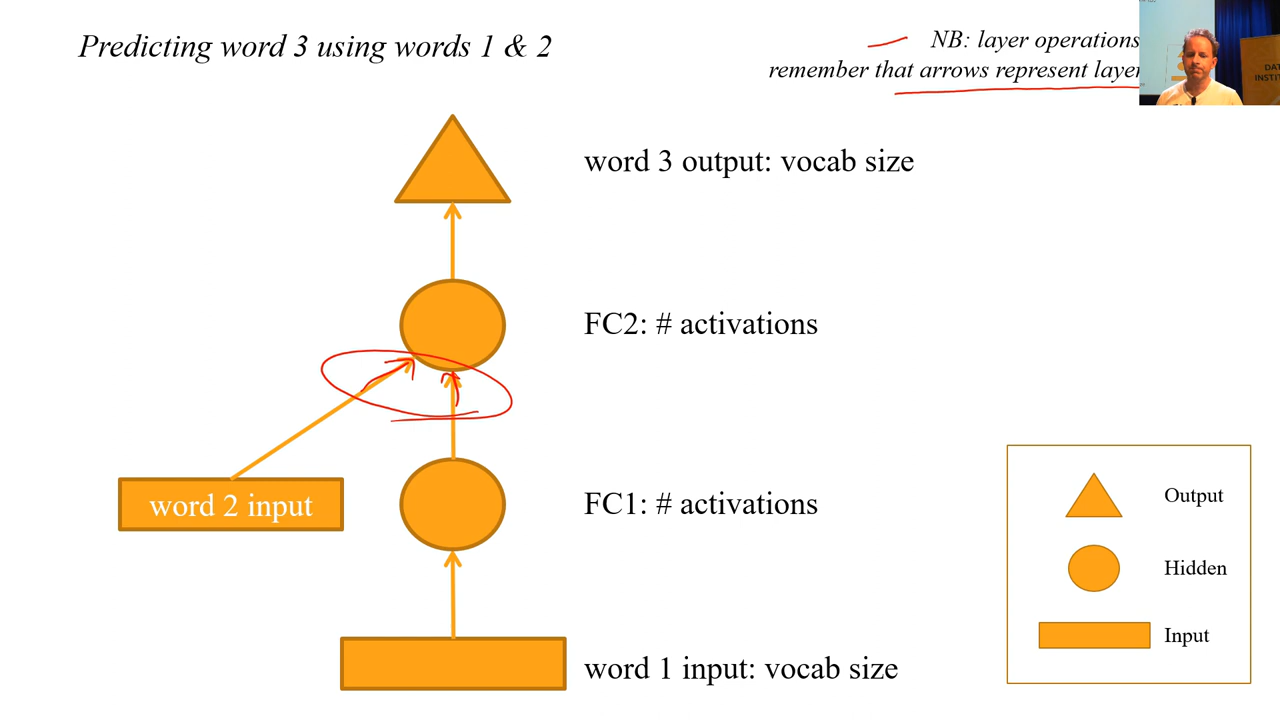 Predicting word 3 using words 1 & 2
NB: layer operations
remember that arrows represent layer
word 3 output: vocab size
FC2: # activations
word 2 input
FC1: # activations
word 1 input: vocab size
Output
Hidden
Input